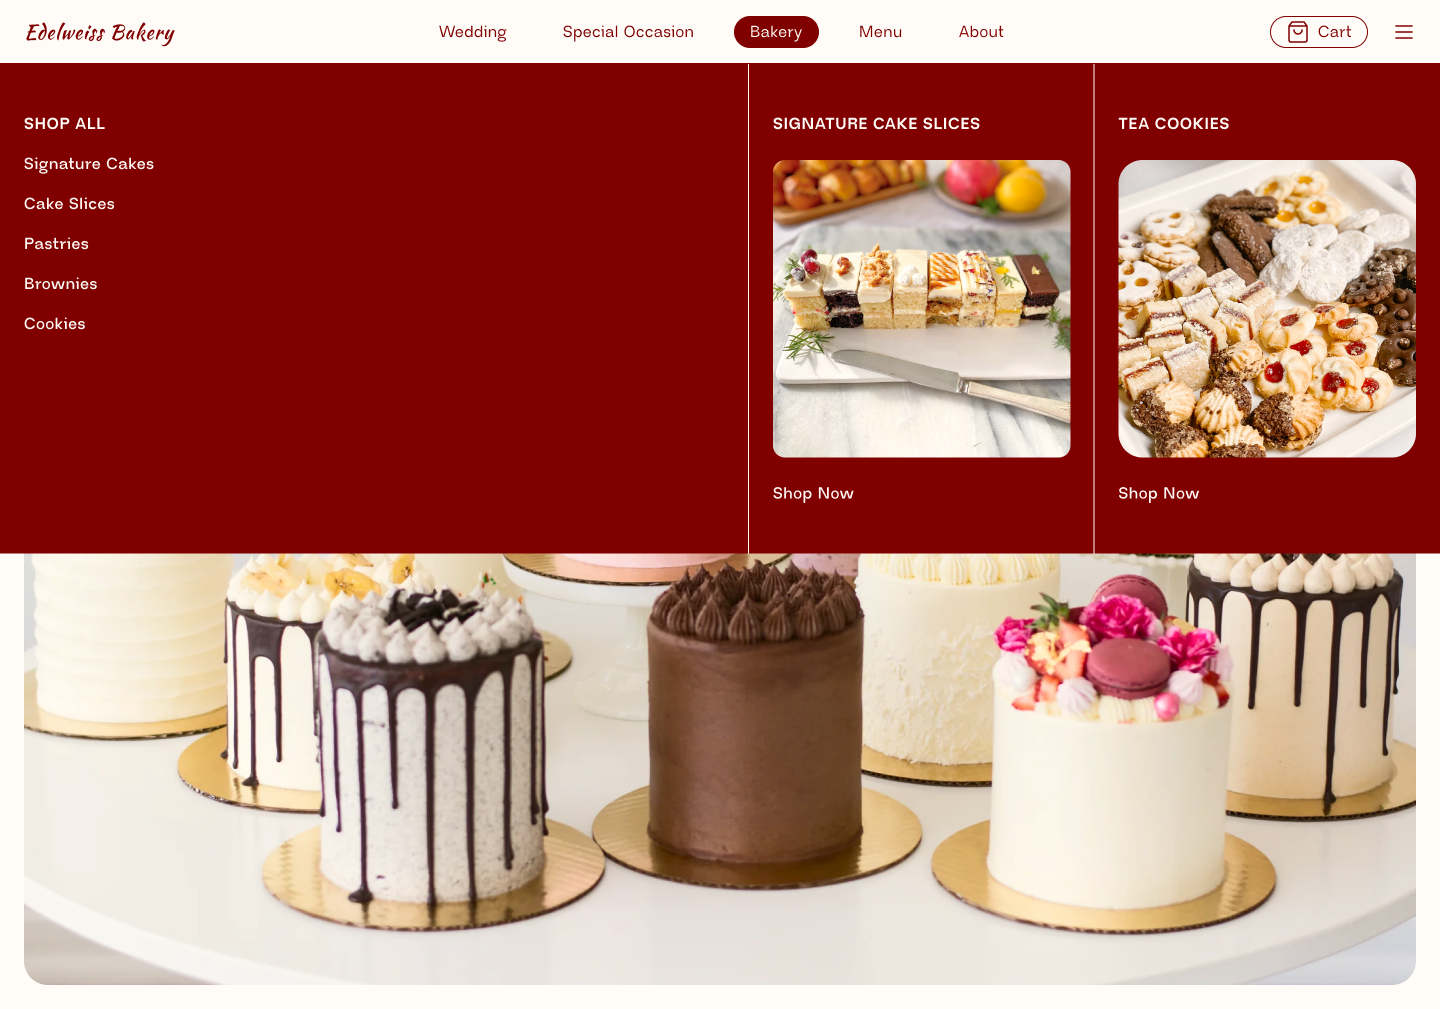 Edelweiss Bakery
Wedding
Special Occasion
Bakery
Menu
About
Cart
SHOP ALL
Signature Cakes
Cake Slices
Pastries
Brownies
Cookies
SIGNATURE CAKE SLICES
Shop Now
TEA COOKIES
Shop Now